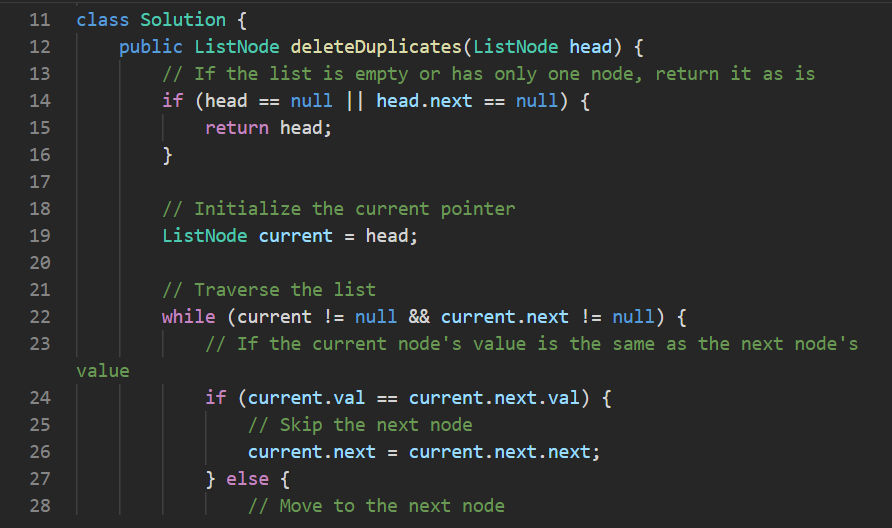 11 class Solution {
12     public ListNode deleteDuplicates(ListNode head) {
13         // If the list is empty or has only one node, return it as is
14         if (head == null || head.next == null) {
15             return head;
16         }
17
18         // Initialize the current pointer
19         ListNode current = head;
20
21         // Traverse the list
22         while (current != null && current.next != null) {
23             // If the current node's value is the same as the next node's
value
24             if (current.val == current.next.val) {
25                 // Skip the next node
26                 current.next = current.next.next;
27             } else {
28                 // Move to the next node